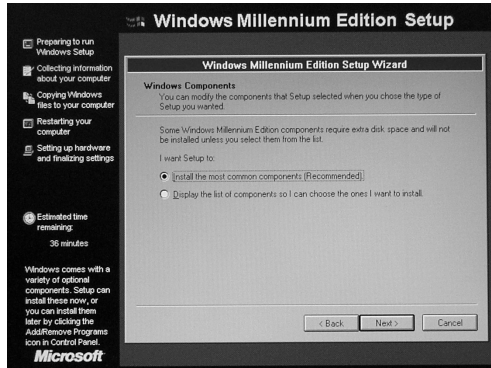 Windows Millennium Edition Setup
Preparing to run
Windows Setup
Collecting information
about your computer
Copying Windows
files to your computer
Restarting your
computer
Setting up hardware
and finalizing settings
Estimated time
remaining:
36 minutes
Windows comes with a
variety of optional
components. Setup can
install these now, or
you can install them
later by clicking the
Add/Remove Programs
icon in Control Panel.
Microsoft
Windows Millennium Edition Setup Wizard
Windows Components
You can modify the components that Setup selected when you chose the type of
Setup you wanted.
Some Windows Millennium Edition components require extra disk space and will not
be installed unless you select them from the list.
I want Setup to:
Install the most common components (Recommended).
Display the list of components so I can choose the ones I want to install.
< Back
Next >
Cancel